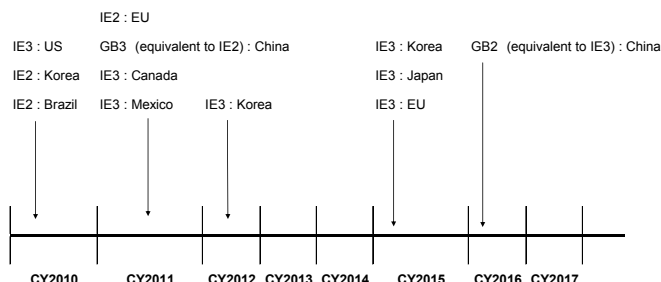 IE2 : EU
IE3 : US
GB3 (equivalent to IE2) : China
IE3 : Korea
GB2 (equivalent to IE3) : China
IE2 : Korea
IE3 : Canada
IE3 : Japan
IE2 : Brazil
IE3 : Mexico
IE3 : Korea
IE3 : EU
CY2010
CY2011
CY2012
CY2013
CY2014
CY2015
CY2016
CY2017